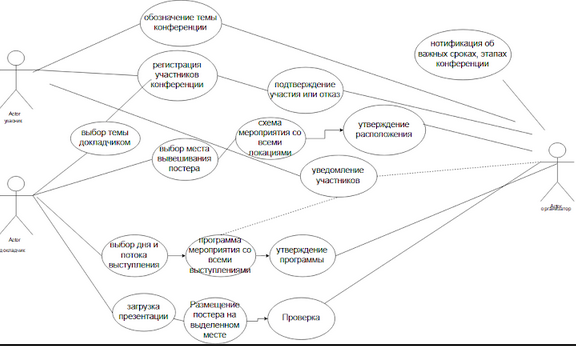 обозначение темы
конференции
нотификация об
важных сроках, этапах
конференции
регистрация
участников
конференции
подтверждение
участия или отказ
Actor
участник
выбор темы
докладчиком
схема
мероприятия со
всеми
локациями
утверждение
расположения
выбор места
вывешивания
постера
уведомление
участников
Actor
организатор
Actor
докладчик
выбор дня и
потока
выступления
программа
мероприятия со
всеми
выступлениями
утверждение
программы
загрузка
презентации
Размещение
постера на
выделенном
месте
Проверка